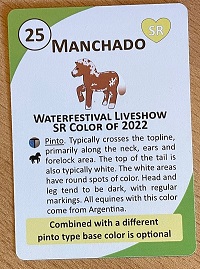 25
MANCHADO
SR
WATERFESTIVAL LIVESHOW
SR COLOR OF 2022
Pinto. Typically crosses the topline,
primarily along the neck, ears and
forelock area. The top of the tail is
also typically white. The white areas
have round spots of color. Head and
leg tend to be dark, with regular
markings. All equines with this color
come from Argentina.
Combined with a different
pinto type base color is optional